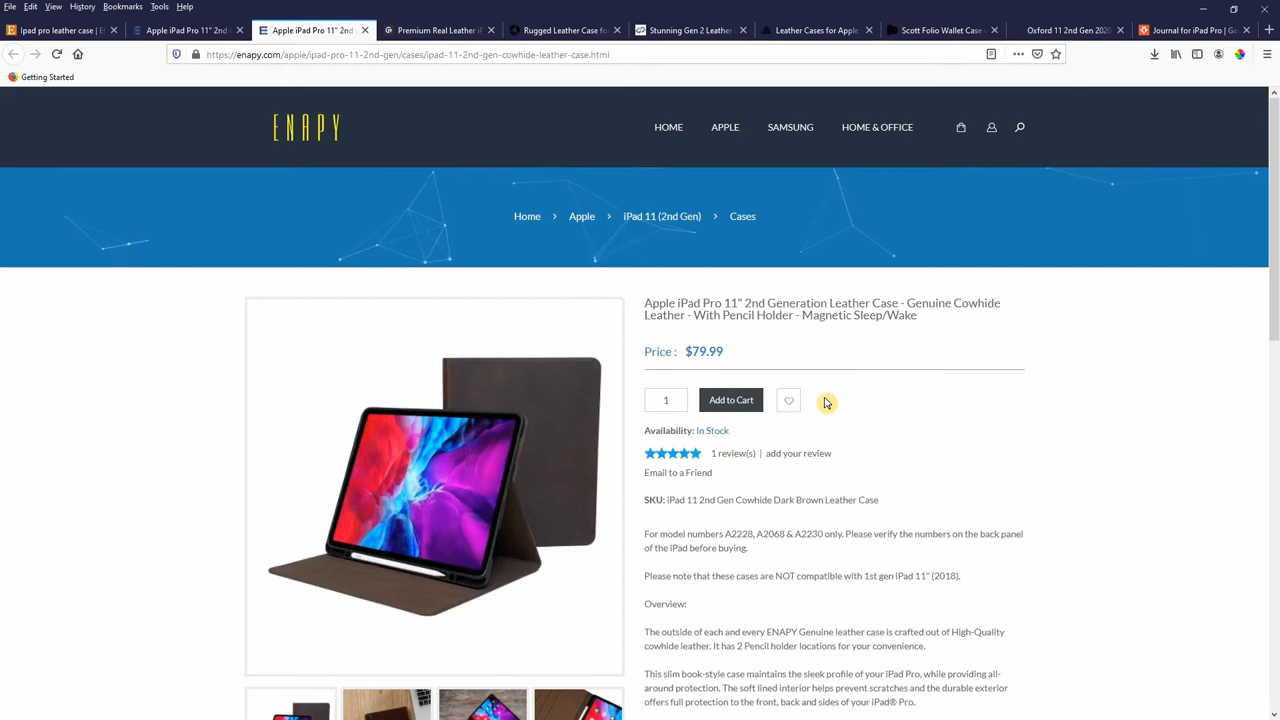 File Edit View History Bookmarks Tools Help
Ipad pro leather case | E
Apple iPad Pro 11" 2nd G
Apple iPad Pro 11" 2nd
Premium Real Leather i
Rugged Leather Case fo
Stunning Gen 2 Leather
Leather Cases for Apple
Scott Folio Wallet Case
Oxford 11 2nd Gen 2020
Journal for iPad Pro | Ge
https://enapy.com/apple/ipad-pro-11-2nd-gen/cases/ipad-11-2nd-gen-cowhide-leather-case.html
Getting Started
ENAPY
HOME APPLE SAMSUNG HOME & OFFICE
Home > Apple > iPad 11 (2nd Gen) > Cases
Apple iPad Pro 11" 2nd Generation Leather Case - Genuine Cowhide
Leather - With Pencil Holder - Magnetic Sleep/Wake
Price : $79.99
1 Add to Cart
Availability: In Stock
1 review(s) | add your review
Email to a Friend
SKU: iPad 11 2nd Gen Cowhide Dark Brown Leather Case
For model numbers A2228, A2068 & A2230 only. Please verify the numbers on the back panel
of the iPad before buying.
Please note that these cases are NOT compatible with 1st gen iPad 11" (2018).
Overview:
The outside of each and every ENAPY Genuine leather case is crafted out of High-Quality
cowhide leather. It has 2 Pencil holder locations for your convenience.
This slim book-style case maintains the sleek profile of your iPad Pro, while providing all-
around protection. The soft lined interior helps prevent scratches and the durable exterior
offers full protection to the front, back and sides of your iPad® Pro.